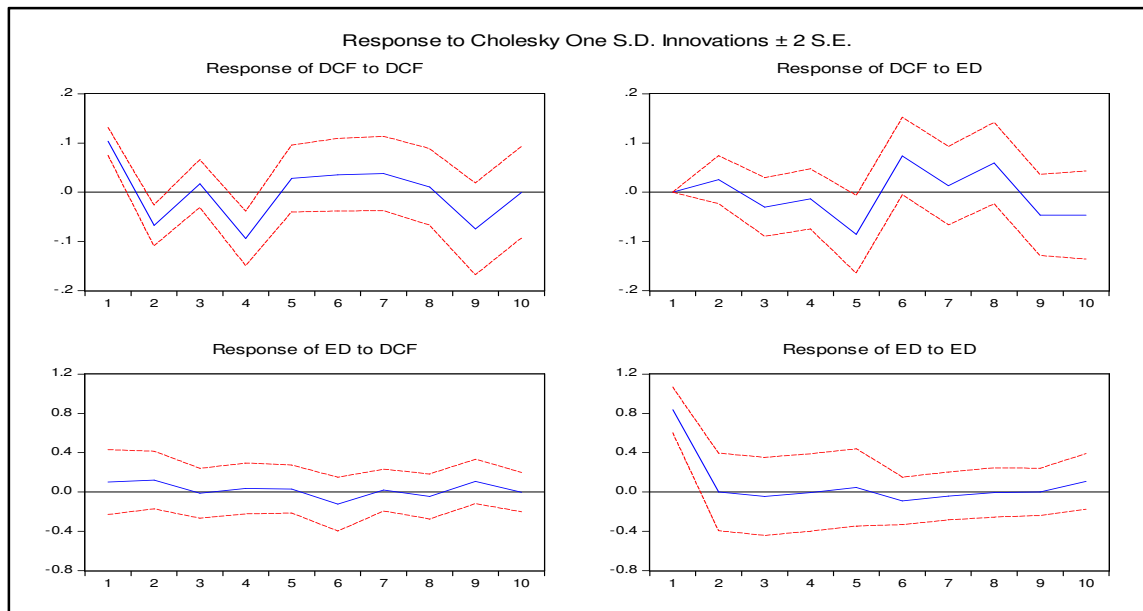 Response to Cholesky One S.D. Innovations ± 2 S.E.
Response of DCF to DCF
.2
.1
.0
-.1
-.2
1 2 3 4 5 6 7 8 9 10
Response of DCF to ED
.2
.1
.0
-.1
-.2
1 2 3 4 5 6 7 8 9 10
Response of ED to DCF
1.2
0.8
0.4
0.0
-0.4
-0.8
1 2 3 4 5 6 7 8 9 10
Response of ED to ED
1.2
0.8
0.4
0.0
-0.4
-0.8
1 2 3 4 5 6 7 8 9 10